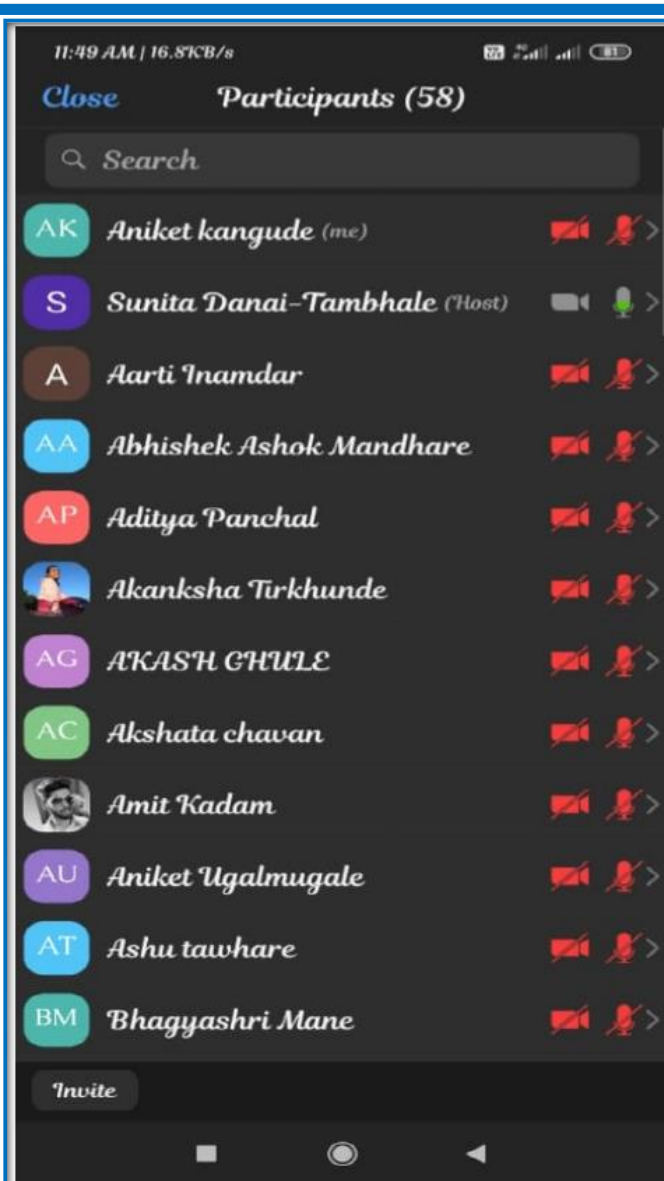 11:49 AM | 16.8KB/s 81
Close Participants (58)
Search
AK Aniket kangude (me)
S Sunita Danai-Tambhale (Host)
A Aarti Inamdar
AA Abhishek Ashok Mandhare
AP Aditya Panchal
Akanksha Tirkhunde
AG AKASH GHULE
AC Akshata chavan
Amit Kadam
AU Aniket Ugalmugale
AT Ashu tawhare
BM Bhagyashri Mane
Invite